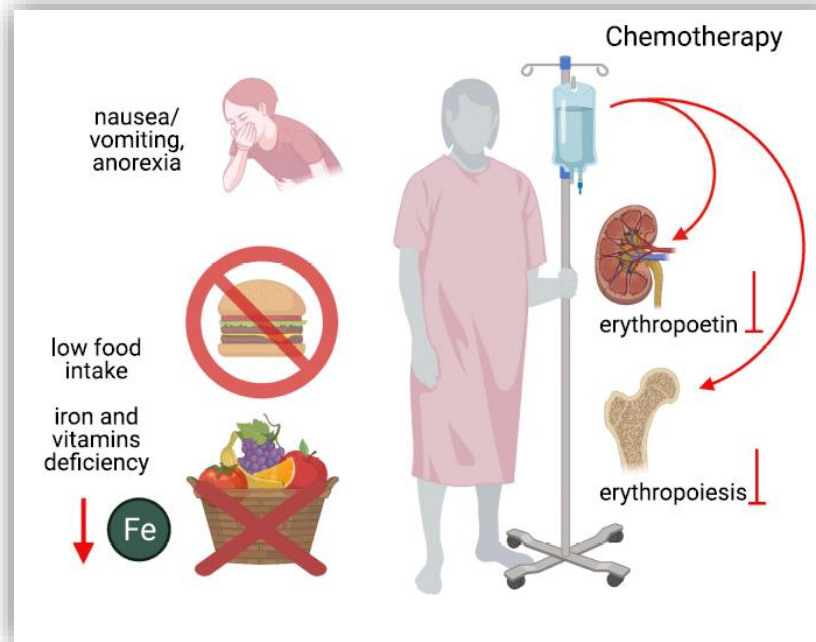 Chemotherapy
nausea/
vomiting,
anorexia
low food
intake
iron and
vitamins
deficiency
Fe
erythropoetin
erythropoiesis